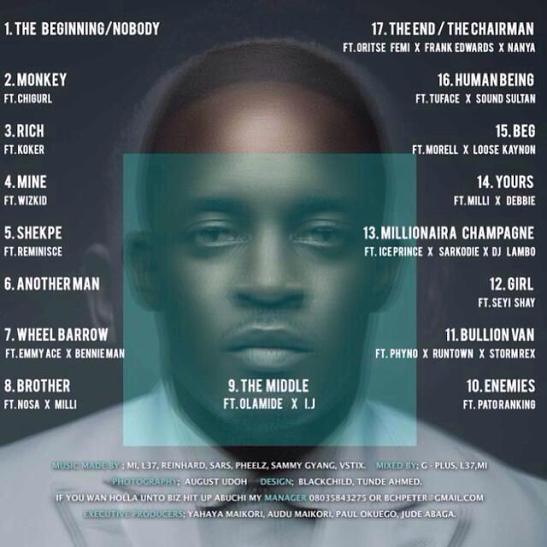 1. THE BEGINNING/NOBODY
2. MONKEY
FT. CHIGURL
3. RICH
FT. KOKER
4. MINE
FT. WIZKID
5. SHEKPE
FT. REMINISCE
6. ANOTHER MAN
7. WHEEL BARROW
FT. EMMY ACE X BENNIEMAN
8. BROTHER
FT. NOSA X MILLI
9. THE MIDDLE
FT. OLAMIDE X I.J
17. THE END / THE CHAIRMAN
FT. ORITSE FEMI X FRANK EDWARDS X NANYA
16. HUMAN BEING
FT. TUFACE X SOUND SULTAN
15. BEG
FT. MORELL X LOOSE KAYNON
14. YOURS
FT. MILLI X DEBBIE
13. MILLIONAIRA CHAMPAGNE
FT. ICE PRINCE X SARKODIE X DJ LAMBO
12. GIRL
FT. SEYI SHAY
11. BULLION VAN
FT. PHYNO X RUNTOWN X STORMREX
10. ENEMIES
FT. PATORANKING
MUSIC MADE BY ; MI, L37, REINHARD, SARS, PHEELZ, SAMMY GYANG, VSTIX. MIXED BY; G - PLUS, L37,MI
PHOTOGRAPHY; AUGUST UDOH DESIGN; BLACKCHILD, TUNDE AHMED.
IF YOU WAN HOLLA UNTO BIZ HIT UP ABUCHI MY MANAGER 08035843275 OR BCHPETER@GMAIL.COM
EXECUTIVE PRODUCERS; YAHAYA MAIKORI, AUDU MAIKORI, PAUL OKUEGO, JUDE ABAGA.